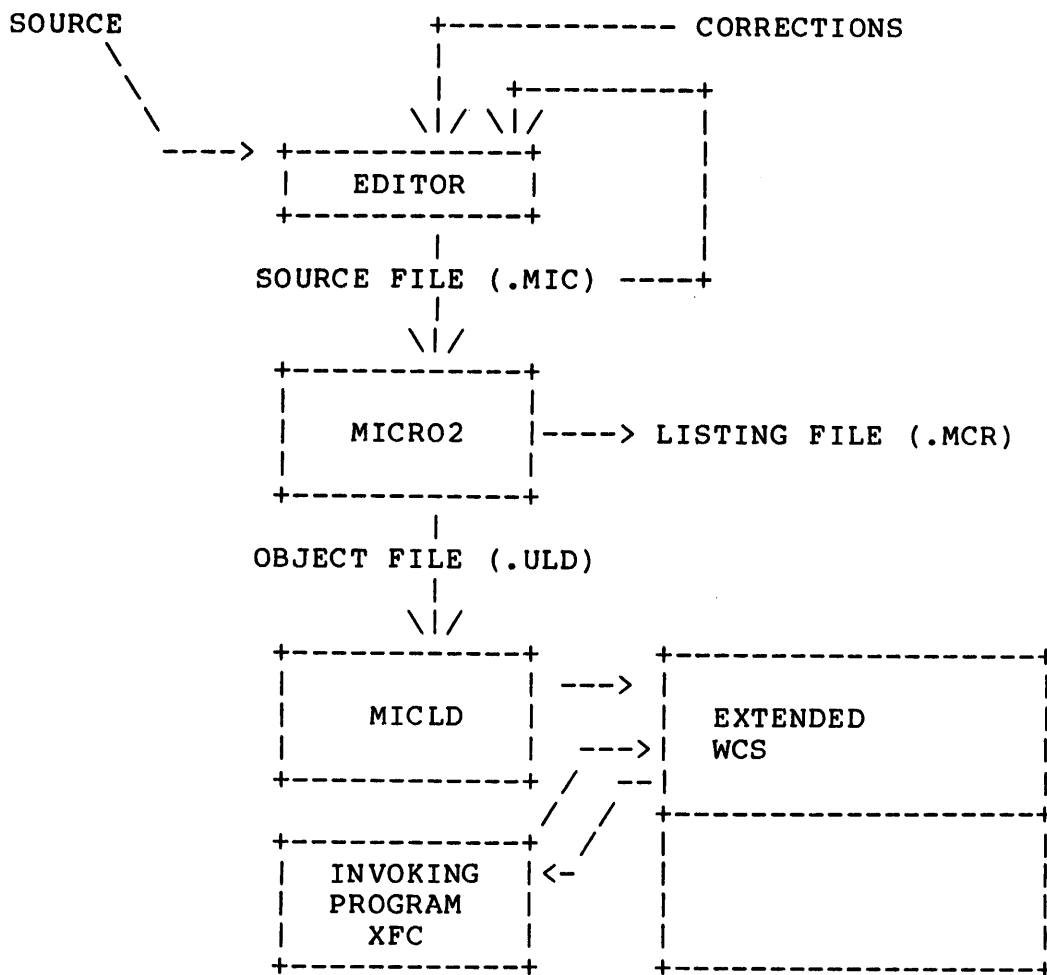 SOURCE
CORRECTIONS
EDITOR
SOURCE FILE (.MIC)
MICRO2
LISTING FILE (.MCR)
OBJECT FILE (.ULD)
MICLD
EXTENDED
WCS
INVOKING
PROGRAM
XFC